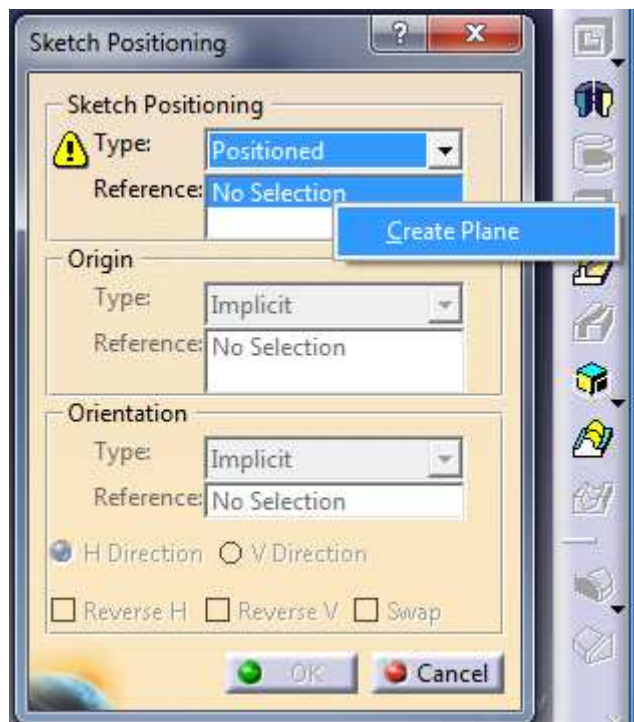 Sketch Positioning
Sketch Positioning
Type: Positioned
Reference: No Selection
Create Plane
Origin
Type: Implicit
Reference: No Selection
Orientation
Type: Implicit
Reference: No Selection
H Direction V Direction
Reverse H Reverse V Swap
OK Cancel